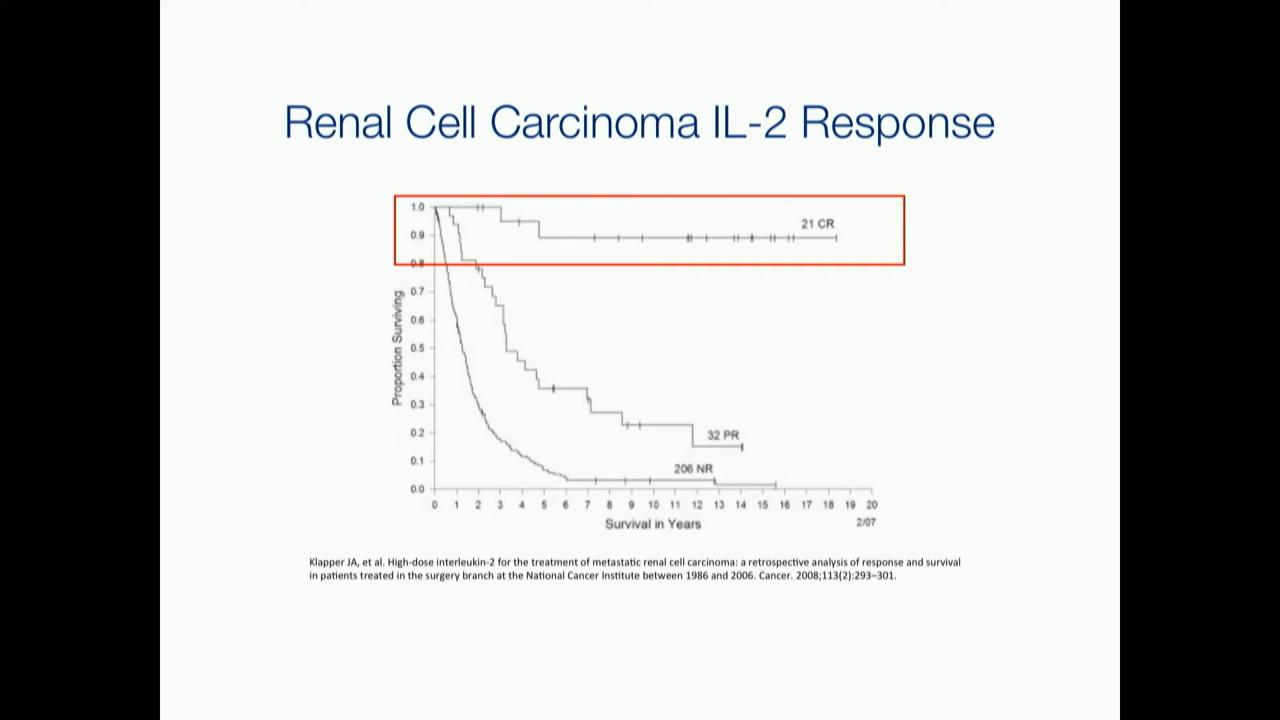 Renal Cell Carcinoma IL-2 Response
1.0
0.9
0.8
0.7
0.6
0.5
0.4
0.3
0.2
0.1
0.0
Proportion Surviving
21 CR
32 PR
206 NR
0 1 2 3 4 5 6 7 8 9 10 11 12 13 14 15 16 17 18 19 20
Survival in Years
2/07
Klapper JA, et al. High-dose interleukin-2 for the treatment of metastatic renal cell carcinoma: a retrospective analysis of response and survival
in patients treated in the surgery branch at the National Cancer Institute between 1986 and 2006. Cancer. 2008;113(2):293–301.